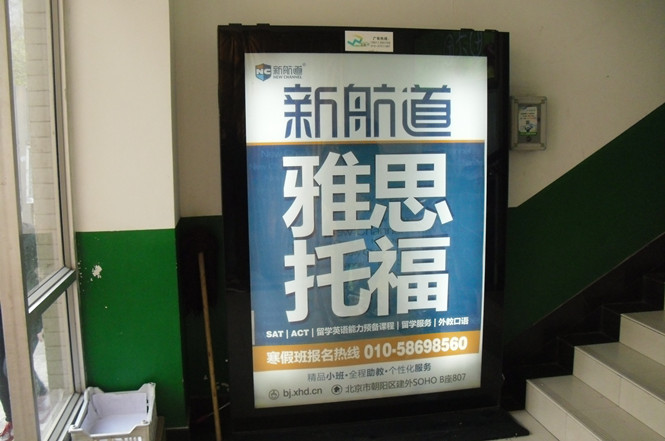 NC 新航道®
NEW CHANNEL
新航道
雅思
托福
SAT | ACT | 留学英语能力预备课程 | 留学服务 | 外教口语
寒假班报名热线 010-58698560
精品小班·全程助教·个性化服务
bj.xhd.cn 北京市朝阳区建外SOHO B座807